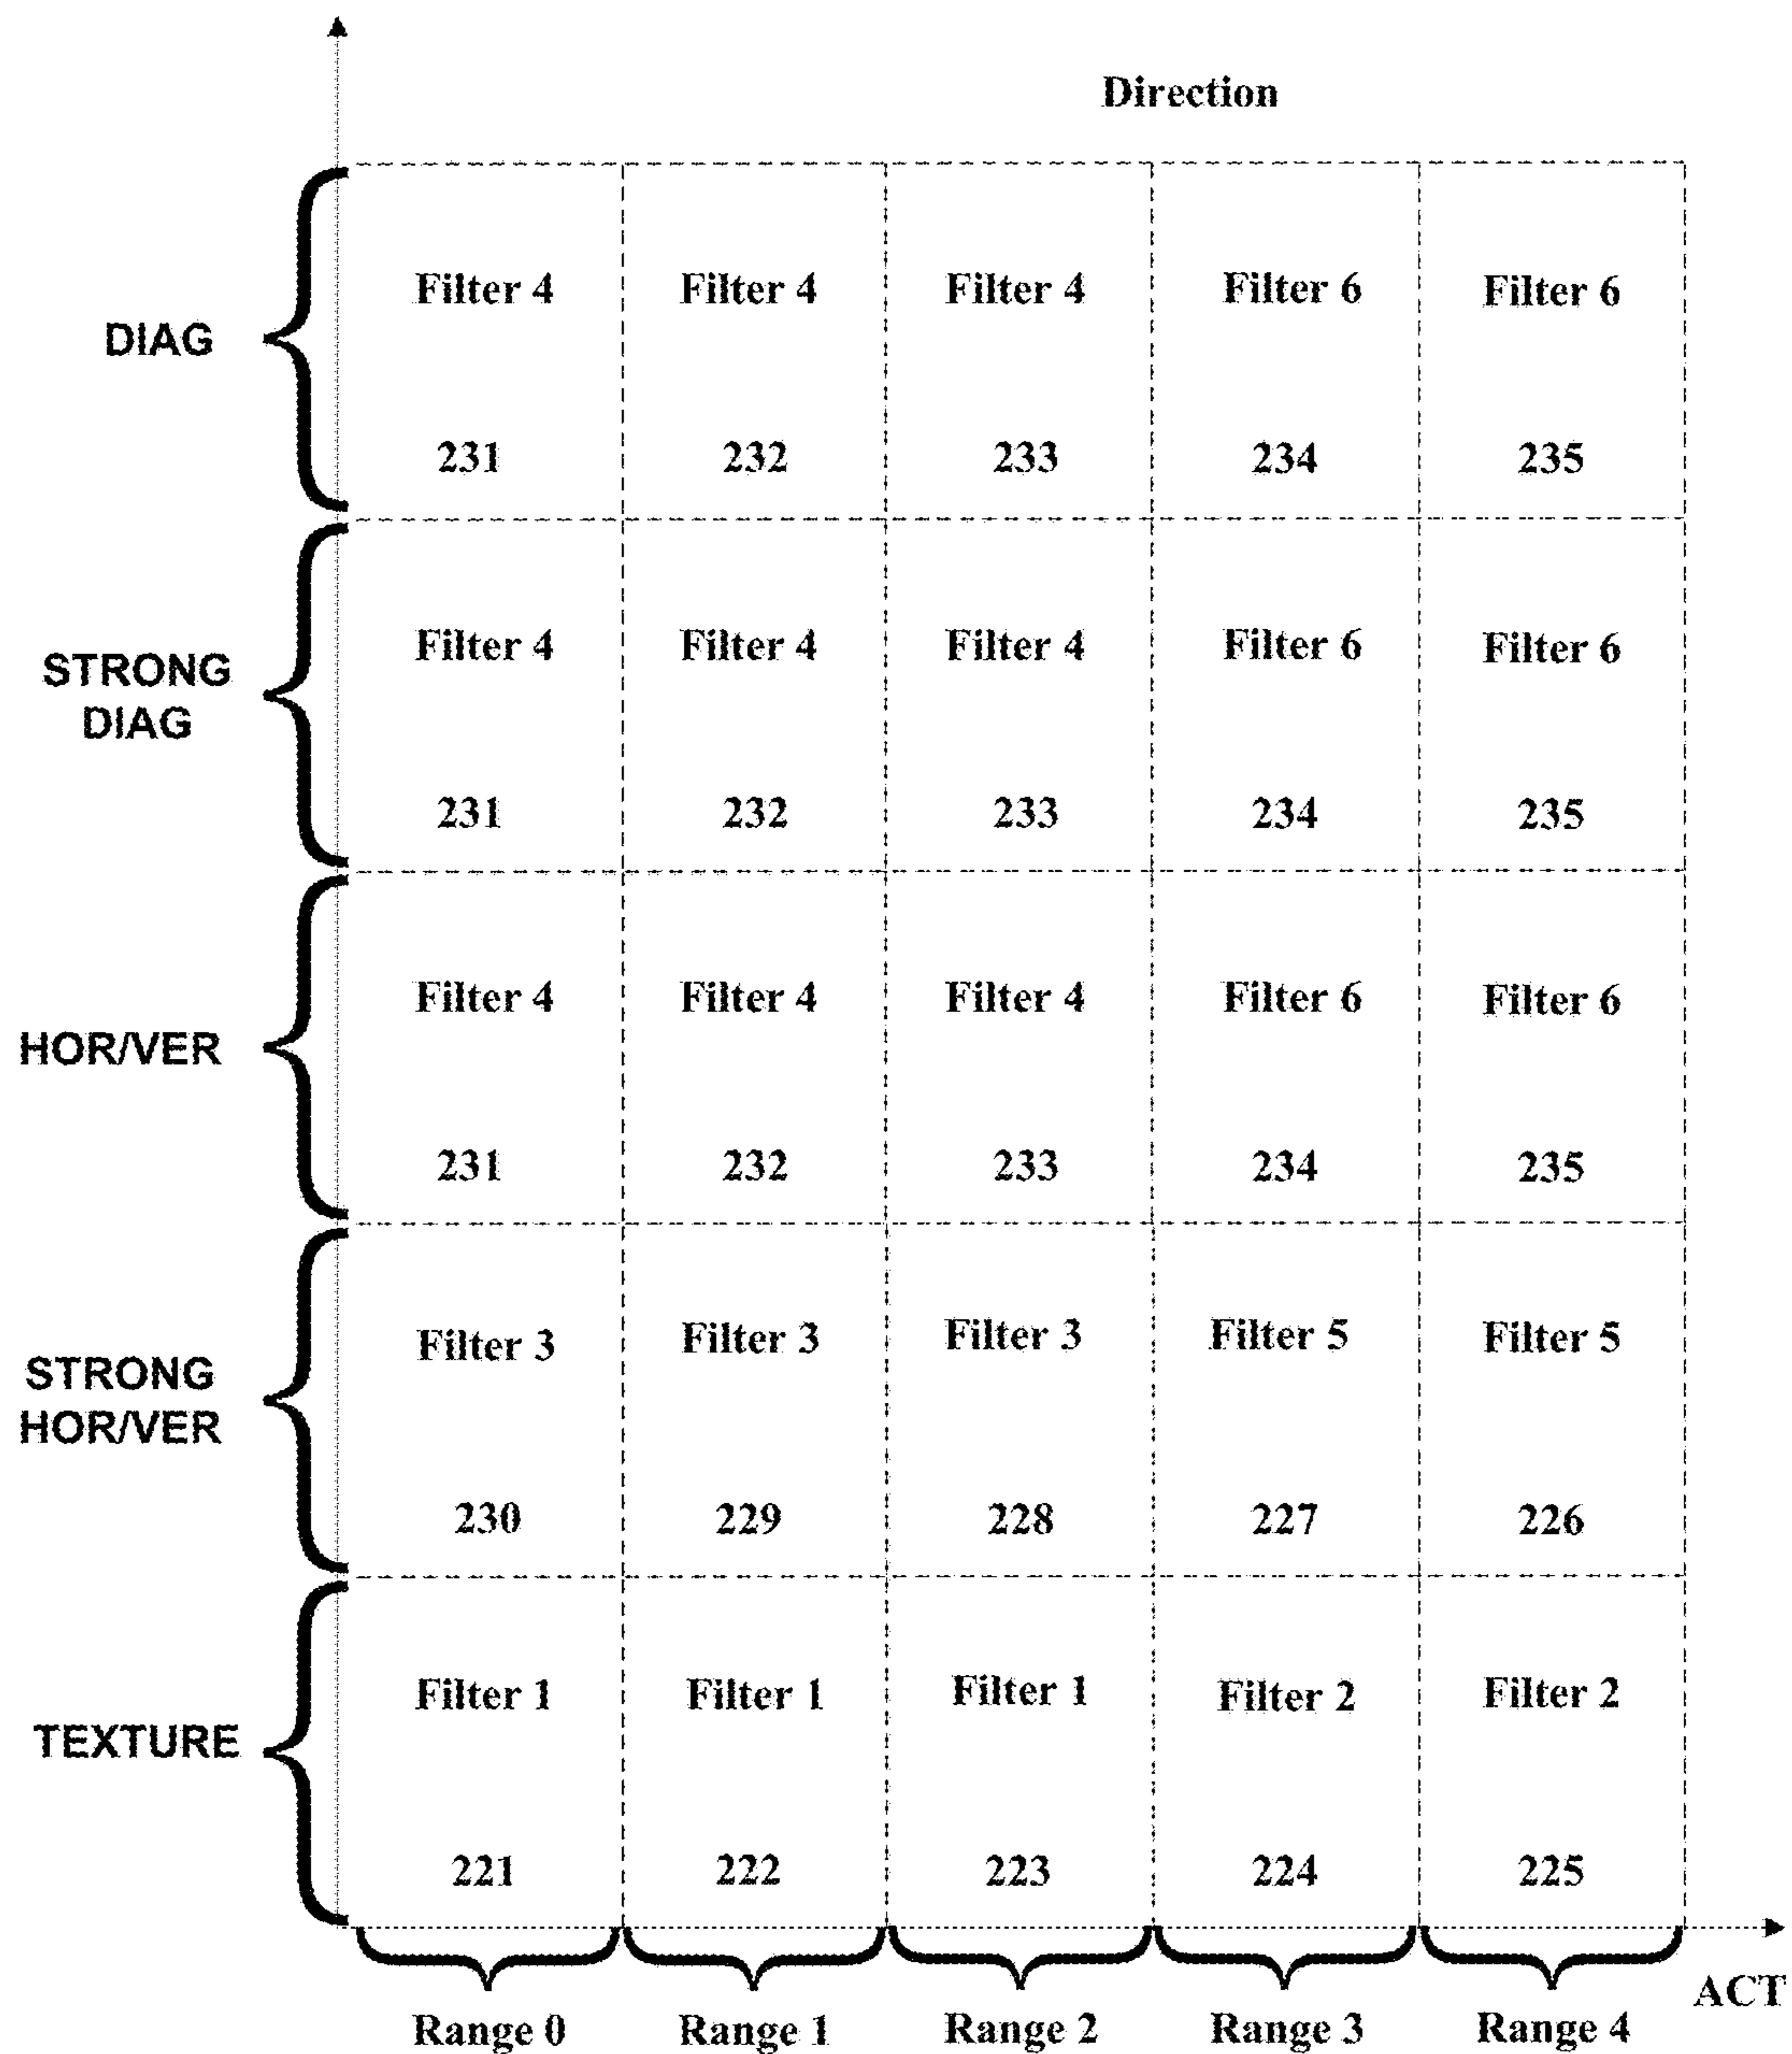 Direction
DIAG
Filter 4 Filter 4 Filter 4 Filter 6 Filter 6
231 232 233 234 235
STRONG
DIAG
Filter 4 Filter 4 Filter 4 Filter 6 Filter 6
231 232 233 234 235
HOR/VER
Filter 4 Filter 4 Filter 4 Filter 6 Filter 6
231 232 233 234 235
STRONG
HOR/VER
Filter 3 Filter 3 Filter 3 Filter 5 Filter 5
230 229 228 227 226
TEXTURE
Filter 1 Filter 1 Filter 1 Filter 2 Filter 2
221 222 223 224 225
ACT
Range 0 Range 1 Range 2 Range 3 Range 4